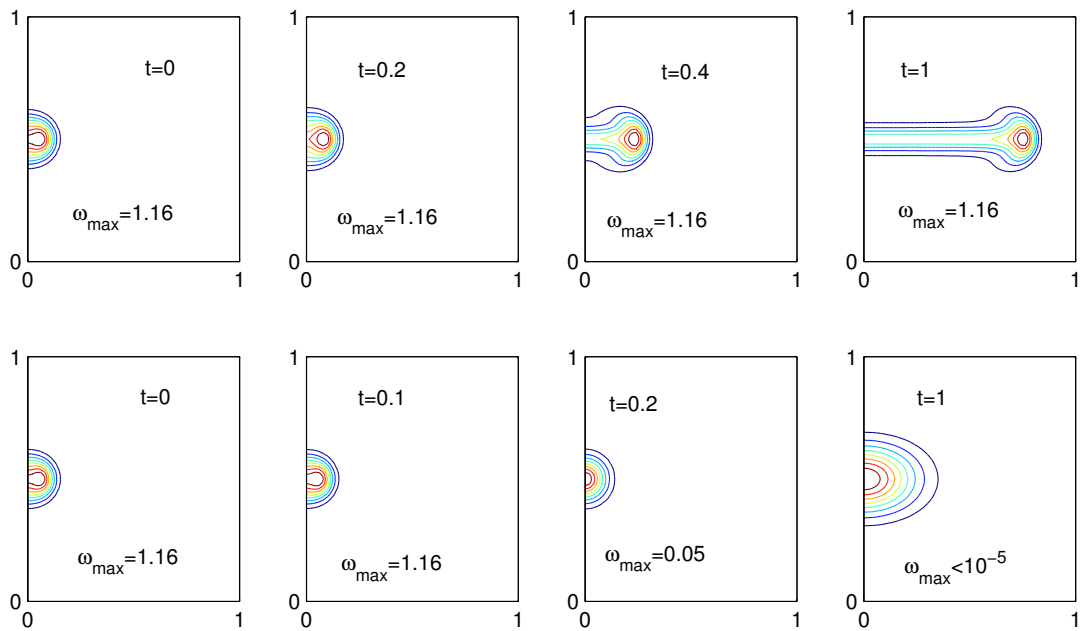 1 1 1 1
t=0 t=0.2 t=0.4 t=1
ω_max=1.16 ω_max=1.16 ω_max=1.16 ω_max=1.16
0 0 0 0
0 1 0 1 0 1 0 1
1 1 1 1
t=0 t=0.1 t=0.2 t=1
ω_max=1.16 ω_max=1.16 ω_max=0.05 ω_max<10^−5
0 0 0 0
0 1 0 1 0 1 0 1